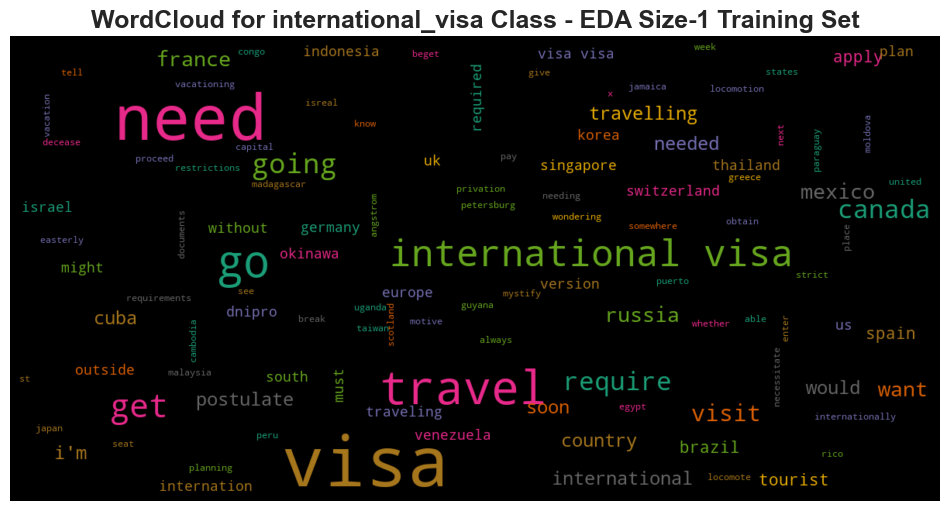 WordCloud for international_visa Class - EDA Size-1 Training Set
congo
indonesia
beget
visa visa
week
apply
plan
france
tell
vacationing
give
states
need
vacation
isreal
required
x
jamaica
locomotion
travelling
know
korea
needed
next
paraguay
moldova
decease
capital
proceed
restrictions
going
uk
pay
singapore
thailand
greece
madagascar
privation
needing
switzerland
mexico
united
israel
angstrom
petersburg
wondering
somewhere
obtain
canada
place
easterly
documents
without
germany
okinawa
international visa
might
go
strict
requirements
see
europe
mystify
version
puerto
cuba
dnipro
break
uganda
taiwan
scotland
motive
guyana
russia
whether
able
enter
us
spain
cambodia
always
st
outside
malaysia
south
must
travel
require
necessitate
would
want
get
postulate
traveling
soon
egypt
visit
internationally
japan
seat
peru
venezuela
country
brazil
rico
i'm
planning
internation
visa
international
locomote
tourist